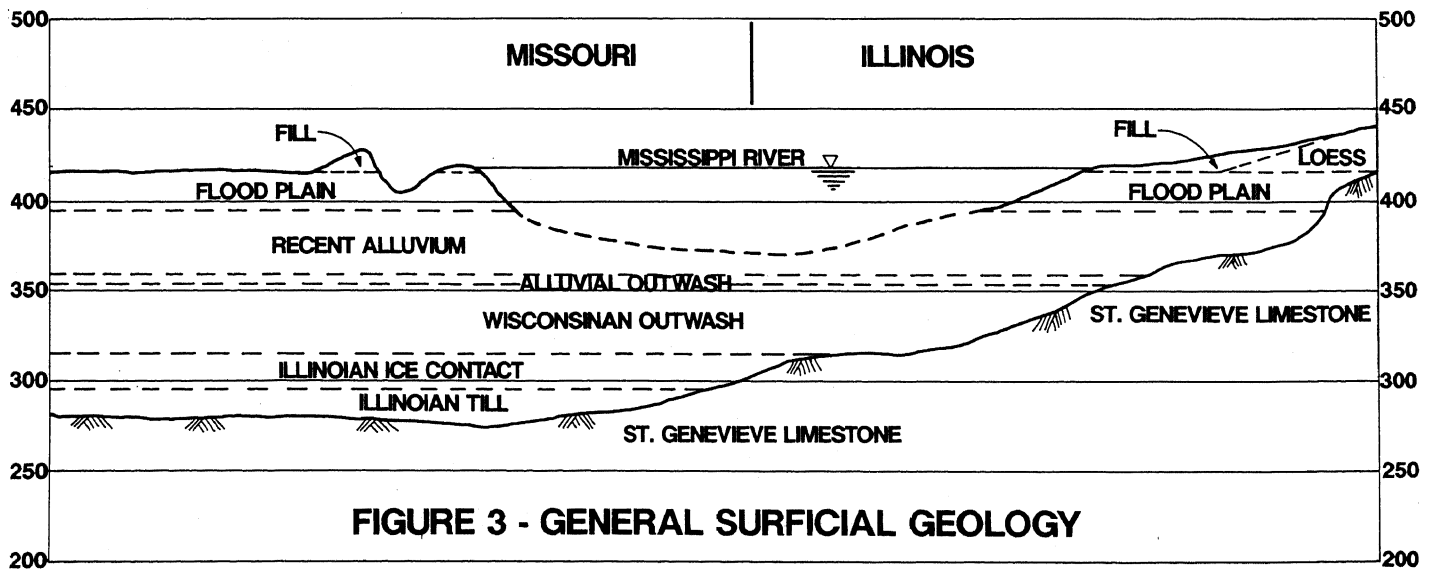 500
500
MISSOURI
ILLINOIS
450
450
FILL
FILL
MISSISSIPPI RIVER
LOESS
FLOOD PLAIN
FLOOD PLAIN
400
400
RECENT ALLUVIUM
ALLUVIAL OUTWASH
350
350
WISCONSINAN OUTWASH
ST. GENEVIEVE LIMESTONE
ILLINOIAN ICE CONTACT
300
300
ILLINOIAN TILL
ST. GENEVIEVE LIMESTONE
250
250
FIGURE 3 - GENERAL SURFICIAL GEOLOGY
200
200